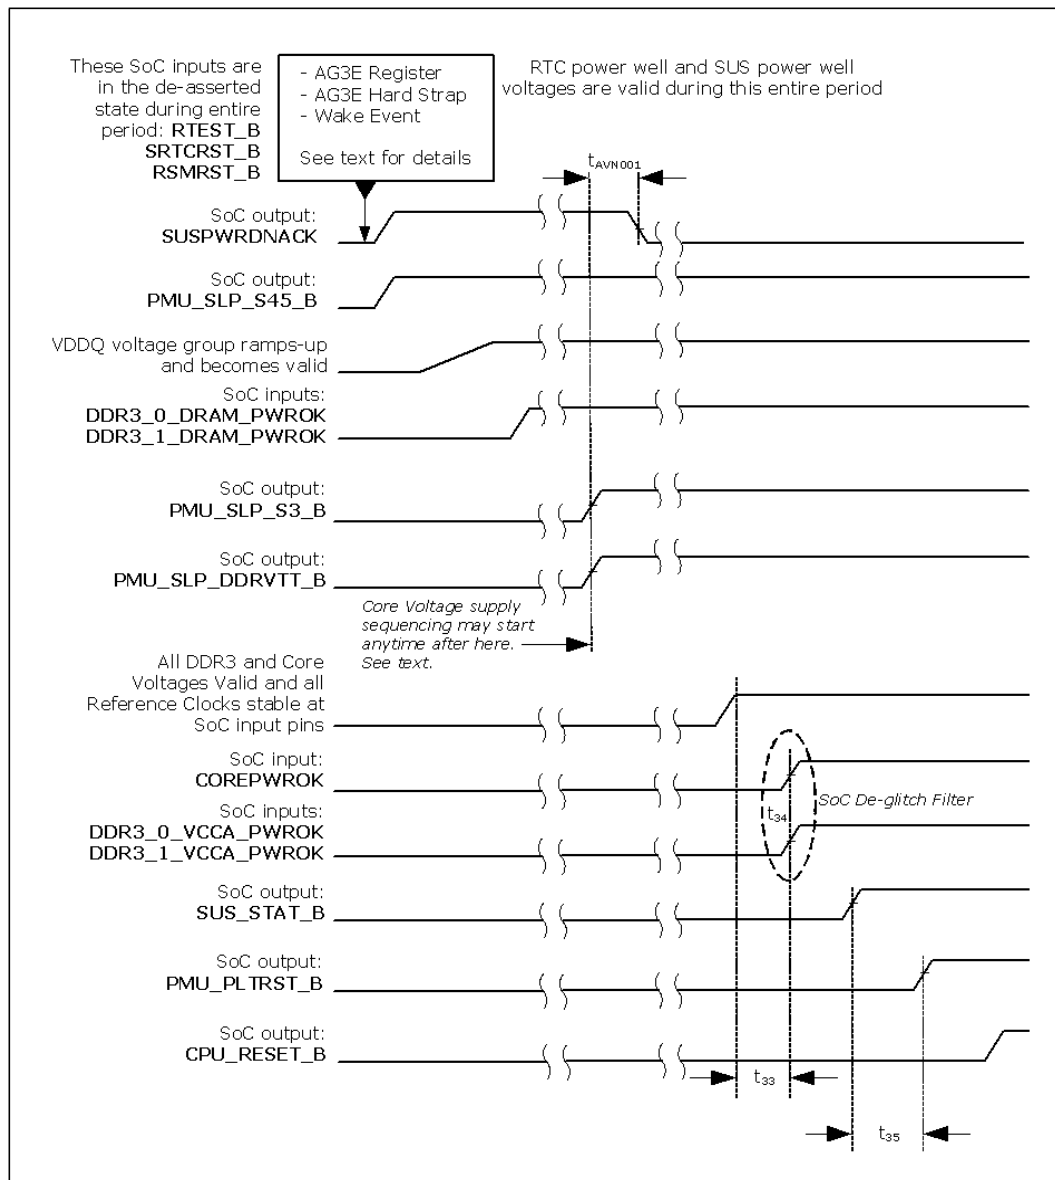 These SoC inputs are
in the de-asserted
state during entire
period: RTEST_B
SRTCRST_B
RSMRST_B
- AG3E Register
- AG3E Hard Strap
- Wake Event
See text for details
RTC power well and SUS power well
voltages are valid during this entire period
tAVN001
SoC output:
SUSPWRDNACK
SoC output:
PMU_SLP_S45_B
VDDQ voltage group ramps-up
and becomes valid
SoC inputs:
DDR3_0_DRAM_PWROK
DDR3_1_DRAM_PWROK
SoC output:
PMU_SLP_S3_B
SoC output:
PMU_SLP_DDRVTT_B
Core Voltage supply
sequencing may start
anytime after here.
See text.
All DDR3 and Core
Voltages Valid and all
Reference Clocks stable at
SoC input pins
SoC input:
COREPWROK
SoC inputs:
DDR3_0_VCCA_PWROK
DDR3_1_VCCA_PWROK
t34
SoC De-glitch Filter
SoC output:
SUS_STAT_B
SoC output:
PMU_PLTRST_B
SoC output:
CPU_RESET_B
t33
t35